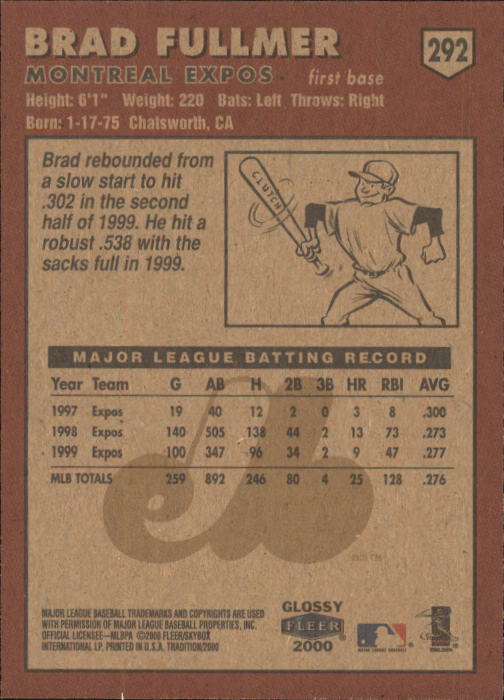 BRAD FULLMER
292
MONTREAL EXPOS first base
Height: 6'1" Weight: 220 Bats: Left Throws: Right
Born: 1-17-75 Chatsworth, CA
Brad rebounded from
a slow start to hit
.302 in the second
half of 1999. He hit a
robust .538 with the
sacks full in 1999.
CLUTCH
MAJOR LEAGUE BATTING RECORD
Year Team G AB H 2B 3B HR RBI AVG
1997 Expos 19 40 12 2 0 3 8 .300
1998 Expos 140 505 138 44 2 13 73 .273
1999 Expos 100 347 96 34 2 9 47 .277
MLB TOTALS 259 892 246 80 4 25 128 .276
MAJOR LEAGUE BASEBALL TRADEMARKS AND COPYRIGHTS ARE USED
WITH PERMISSION OF MAJOR LEAGUE BASEBALL PROPERTIES, INC.
OFFICIAL LICENSEE—MLBPA ©2000 FLEER/SKYBOX
INTERNATIONAL LP, PRINTED IN U.S.A. TRADITION/2000
GLOSSY
FLEER
2000
MAJOR LEAGUE BASEBALL